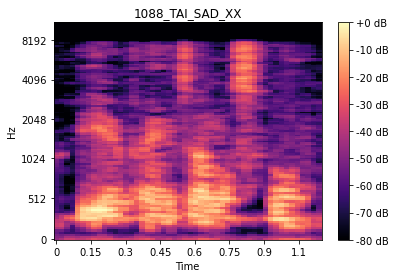 1088_TAI_SAD_XX
+0 dB
8192
-10 dB
4096
-20 dB
-30 dB
2048
Hz
-40 dB
1024
-50 dB
512
-60 dB
-70 dB
0
-80 dB
0 0.15 0.3 0.45 0.6 0.75 0.9 1.1
Time